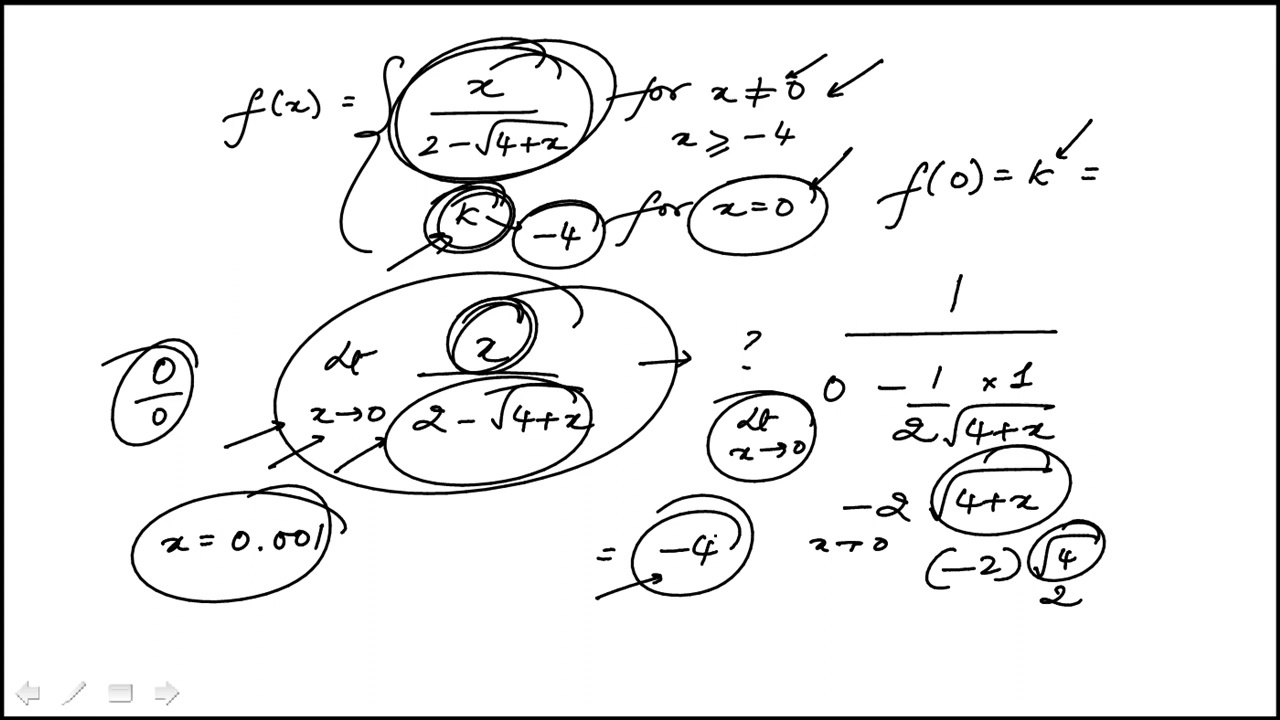 f(x) = { x / (2 - √(4+x)) for x ≠ 0
x ⩾ -4
k -4 for x = 0
f(0) = k =
0/0
Lt x→0 x / (2 - √(4+x)) → ?
Lt x→0 1 / (0 - 1/(2√(4+x)) × 1)
-2 √(4+x)
x→0
(-2) √4
2
x = 0.001
= -4